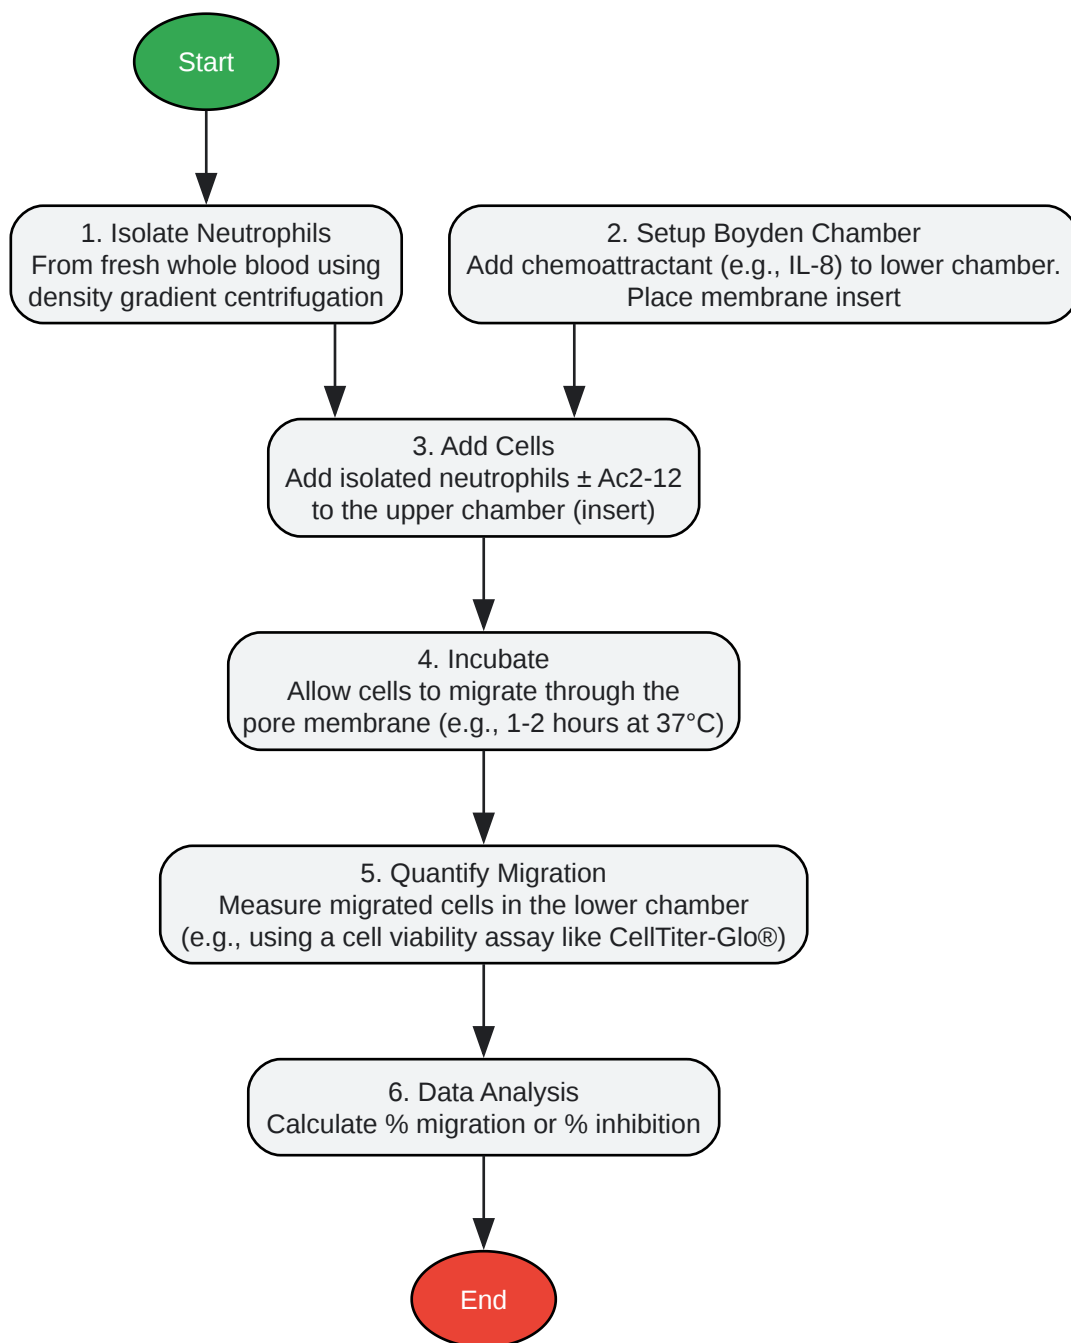 Start
1. Isolate Neutrophils
From fresh whole blood using
density gradient centrifugation
2. Setup Boyden Chamber
Add chemoattractant (e.g., IL-8) to lower chamber.
Place membrane insert
3. Add Cells
Add isolated neutrophils ± Ac2-12
to the upper chamber (insert)
4. Incubate
Allow cells to migrate through the
pore membrane (e.g., 1-2 hours at 37°C)
5. Quantify Migration
Measure migrated cells in the lower chamber
(e.g., using a cell viability assay like CellTiter-Glo®)
6. Data Analysis
Calculate % migration or % inhibition
End